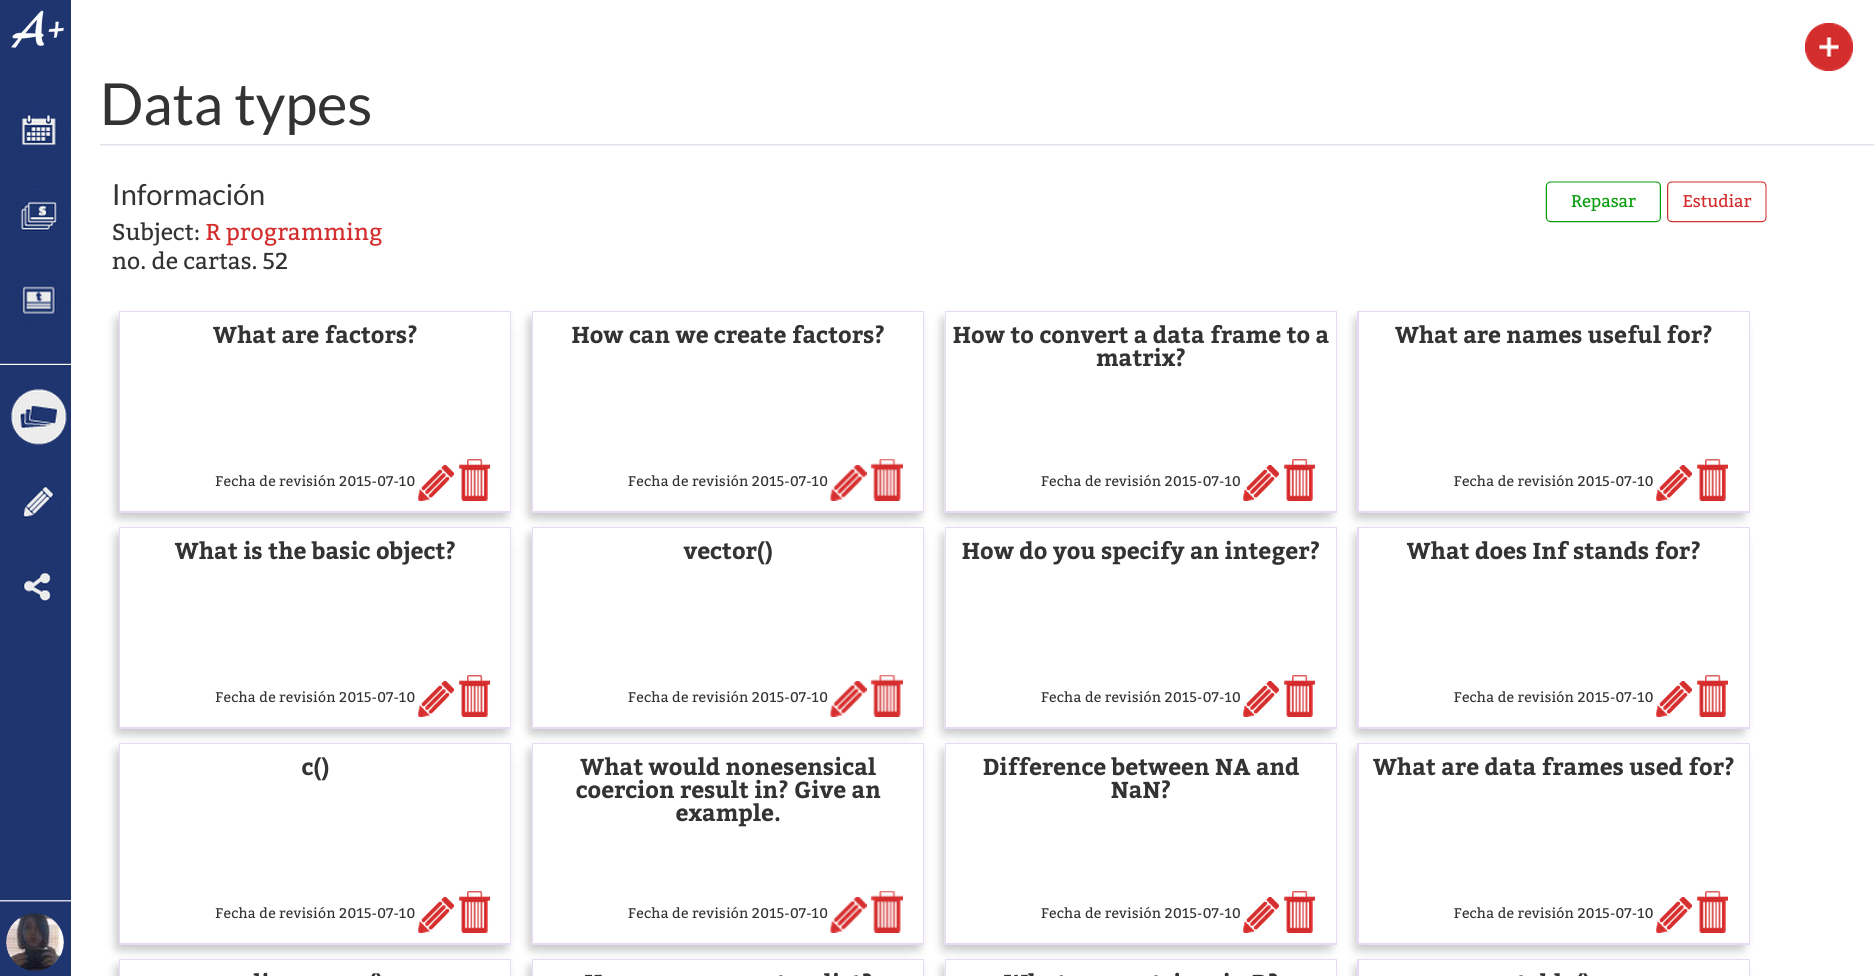 A+
Data types
Información
Repasar
Estudiar
Subject: R programming
no. de cartas. 52
What are factors?
Fecha de revisión 2015-07-10
How can we create factors?
Fecha de revisión 2015-07-10
How to convert a data frame to a
matrix?
Fecha de revisión 2015-07-10
What are names useful for?
Fecha de revisión 2015-07-10
What is the basic object?
Fecha de revisión 2015-07-10
vector()
Fecha de revisión 2015-07-10
How do you specify an integer?
Fecha de revisión 2015-07-10
What does Inf stands for?
Fecha de revisión 2015-07-10
c()
Fecha de revisión 2015-07-10
What would nonesensical
coercion result in? Give an
example.
Fecha de revisión 2015-07-10
Difference between NA and
NaN?
Fecha de revisión 2015-07-10
What are data frames used for?
Fecha de revisión 2015-07-10